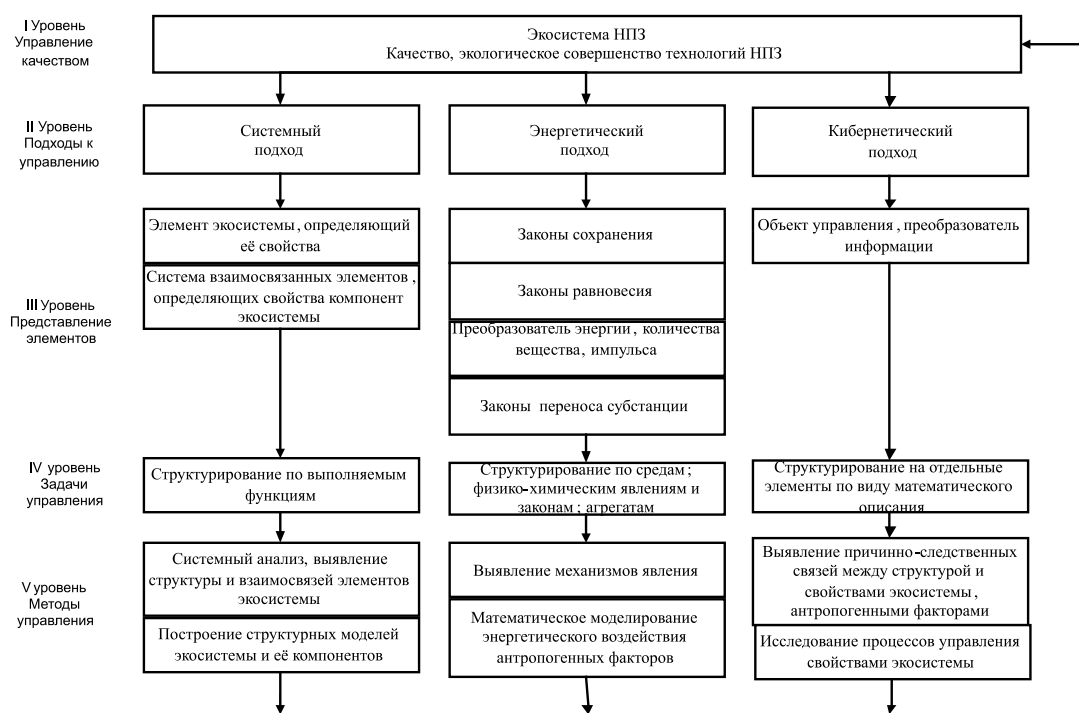 I Уровень
Управление
качеством
Экосистема НПЗ
Качество, экологическое совершенство технологий НПЗ
II Уровень
Подходы к
управлению
Системный
подход
Энергетический
подход
Кибернетический
подход
III Уровень
Представление
элементов
Элемент экосистемы, определяющий
её свойства
Система взаимосвязанных элементов,
определяющих свойства компонент
экосистемы
Законы сохранения
Законы равновесия
Преобразователь энергии, количества
вещества, импульса
Законы переноса субстанции
Объект управления, преобразователь
информации
IV уровень
Задачи
управления
Структурирование по выполняемым
функциям
Структурирование по средам;
физико-химическим явлениям и
законам; агрегатам
Структурирование на отдельные
элементы по виду математического
описания
V уровень
Методы
управления
Системный анализ, выявление
структуры и взаимосвязей элементов
экосистемы
Построение структурных моделей
экосистемы и её компонентов
Выявление механизмов явления
Математическое моделирование
энергетического воздействия
антропогенных факторов
Выявление причинно-следственных
связей между структурой и
свойствами экосистемы,
антропогенными факторами
Исследование процессов управления
свойствами экосистемы